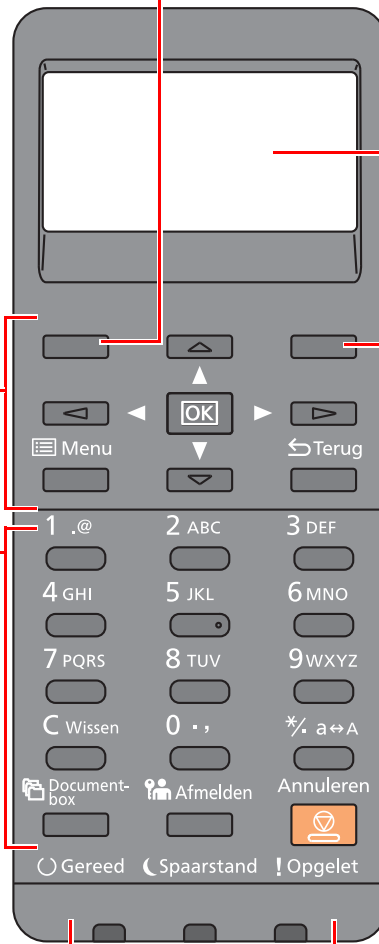 OK
Menu Terug
1 .@ 2 ABC 3 DEF
4 GHI 5 JKL 6 MNO
7 PQRS 8 TUV 9 WXYZ
C Wissen 0 ., */. a↔A
Document-
box Afmelden Annuleren
Gereed Spaarstand ! Opgelet